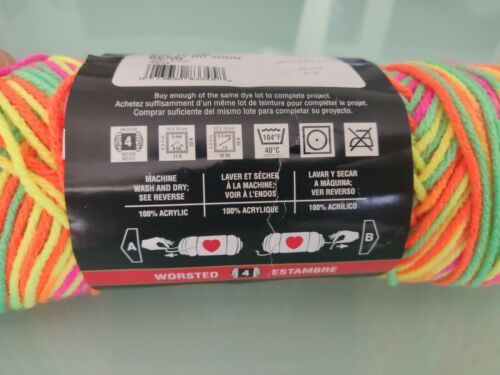 Buy enough of the same dye lot to complete project.
Achetez suffisamment d'un même lot de teinture pour compléter le projet.
Comprar suficiente del mismo lote para completar su proyecto.
4
104°F
40°C
MACHINE
WASH AND DRY;
SEE REVERSE
100% ACRYLIC
LAVER ET SÉCHER
À LA MACHINE;
VOIR À L'ENDOS
100% ACRYLIQUE
LAVAR Y SECAR
A MÁQUINA;
VER REVERSO
100% ACRÍLICO
A
B
WORSTED 4 ESTAMBRE